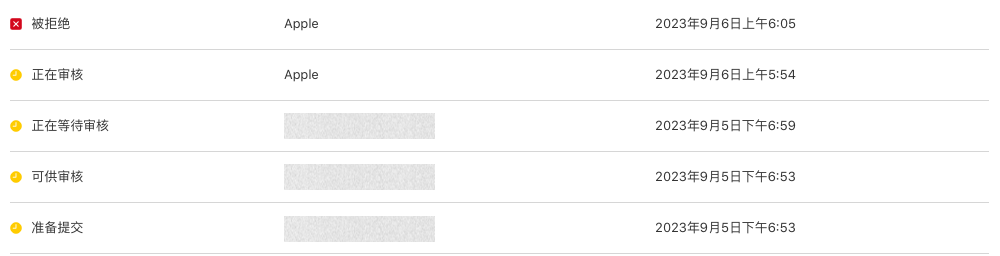 被拒绝 Apple 2023年9月6日上午6:05
正在审核 Apple 2023年9月6日上午5:54
正在等待审核 2023年9月5日下午6:59
可供审核 2023年9月5日下午6:53
准备提交 2023年9月5日下午6:53